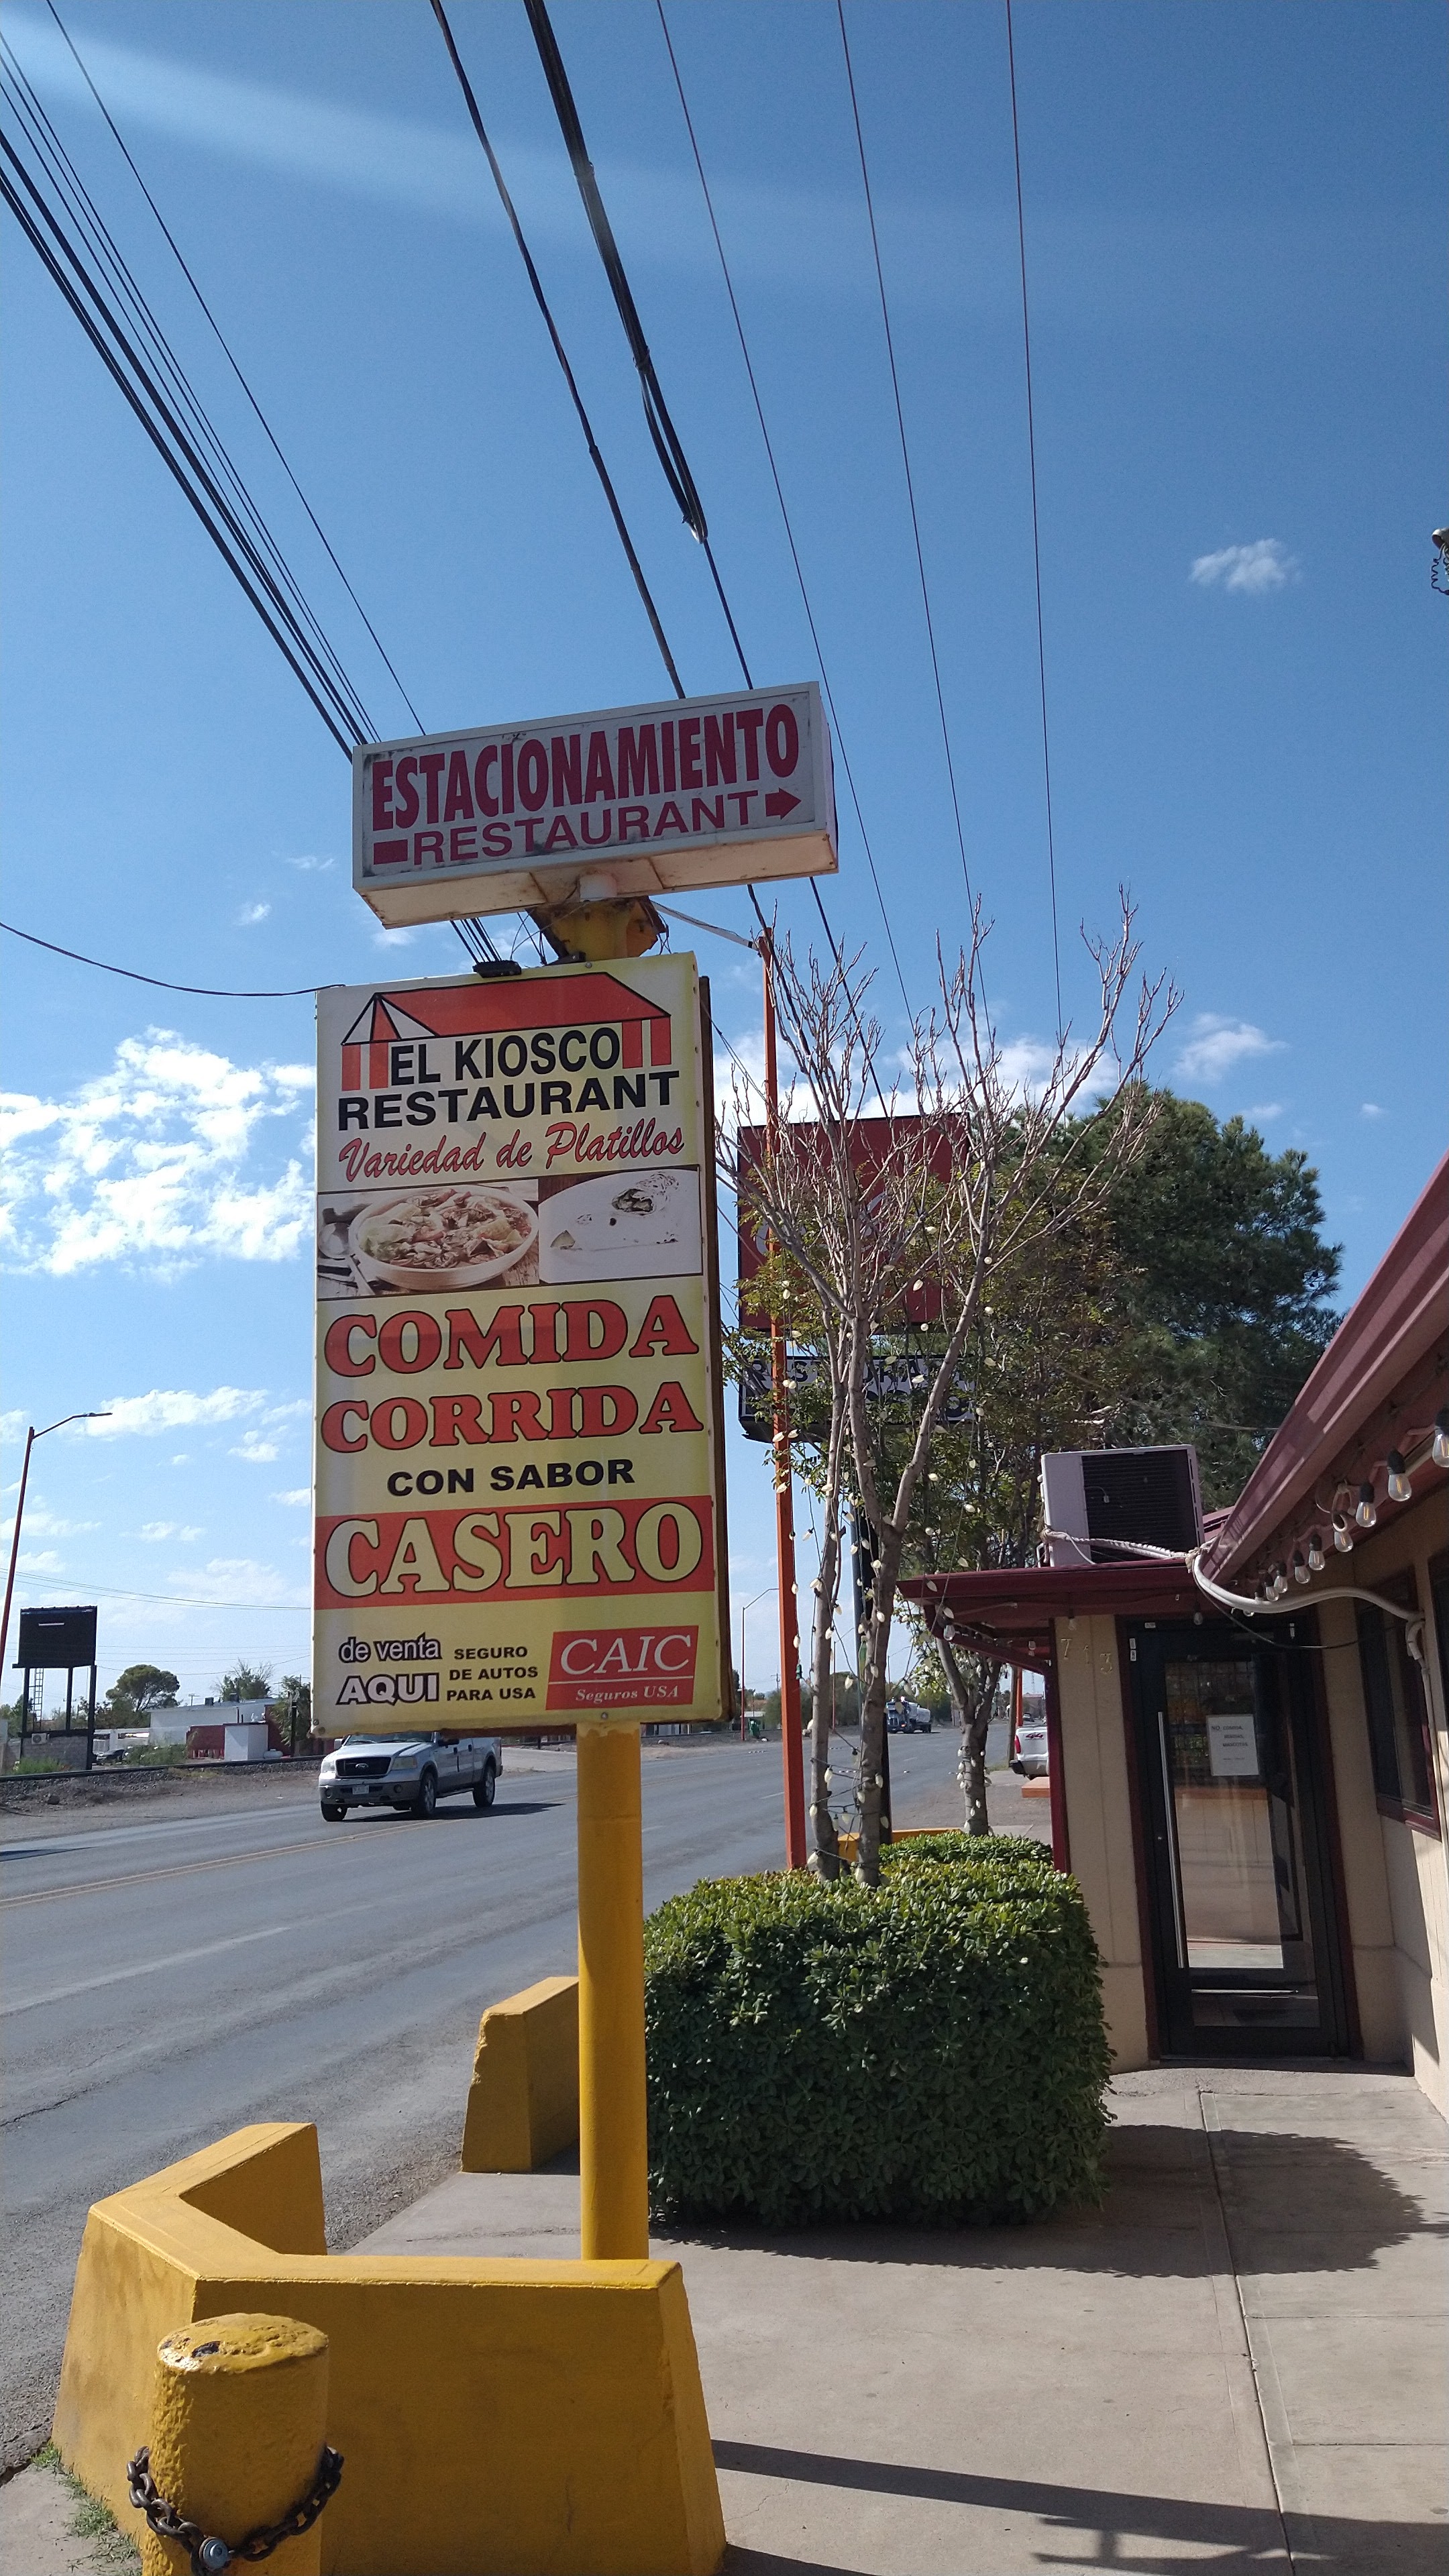 ESTACIONAMIENTO
RESTAURANT
EL KIOSCO
RESTAURANT
Variedad de Platillos
COMIDA
CORRIDA
CON SABOR
CASERO
de venta
AQUI
SEGURO
DE AUTOS
PARA USA
CAIC
Seguros USA
713